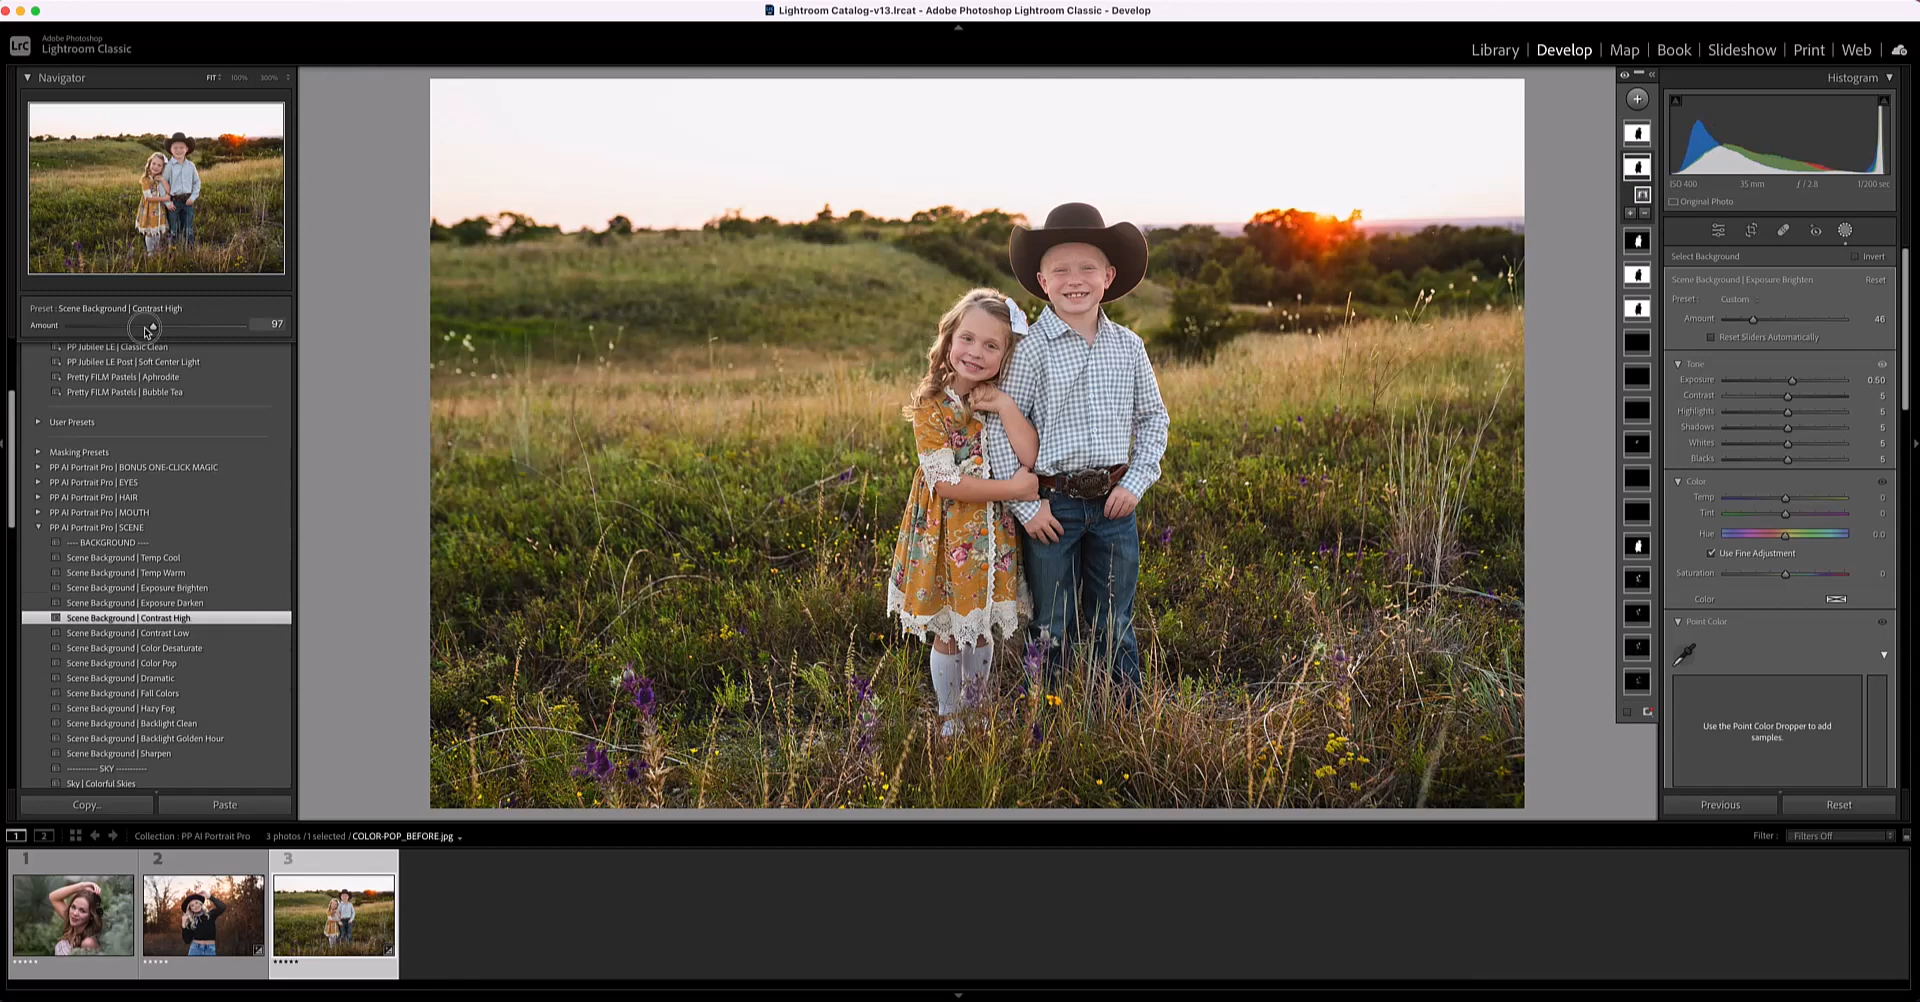 Lightroom Catalog-v13.lrcat - Adobe Photoshop Lightroom Classic - Develop
LrC
Adobe Photoshop
Lightroom Classic
Library | Develop | Map | Book | Slideshow | Print | Web
Navigator
FIT
100%
300%
Preset : Scene Background | Contrast High
Amount
97
PP Jubilee LE | Classic Clean
PP Jubilee LE Post | Soft Center Light
Pretty FILM Pastels | Aphrodite
Pretty FILM Pastels | Bubble Tea
User Presets
Masking Presets
PP AI Portrait Pro | BONUS ONE-CLICK MAGIC
PP AI Portrait Pro | EYES
PP AI Portrait Pro | HAIR
PP AI Portrait Pro | MOUTH
PP AI Portrait Pro | SCENE
---- BACKGROUND ----
Scene Background | Temp Cool
Scene Background | Temp Warm
Scene Background | Exposure Brighten
Scene Background | Exposure Darken
Scene Background | Contrast High
Scene Background | Contrast Low
Scene Background | Color Desaturate
Scene Background | Color Pop
Scene Background | Dramatic
Scene Background | Fall Colors
Scene Background | Hazy Fog
Scene Background | Backlight Clean
Scene Background | Backlight Golden Hour
Scene Background | Sharpen
---------- SKY ----------
Sky | Colorful Skies
Copy...
Paste
Histogram
ISO 400
35 mm
ƒ / 2.8
1/200 sec
Original Photo
Select Background
Invert
Scene Background | Exposure Brighten
Reset
Preset :
Custom
Amount
46
Reset Sliders Automatically
Tone
Exposure
0.50
Contrast
5
Highlights
5
Shadows
5
Whites
5
Blacks
5
Color
Temp
0
Tint
0
Hue
0.0
Use Fine Adjustment
Saturation
0
Color
Point Color
Use the Point Color Dropper to add
samples.
Previous
Reset
1
2
Collection : PP AI Portrait Pro
3 photos / 1 selected / COLOR-POP_BEFORE.jpg
Filter :
Filters Off
1
2
3